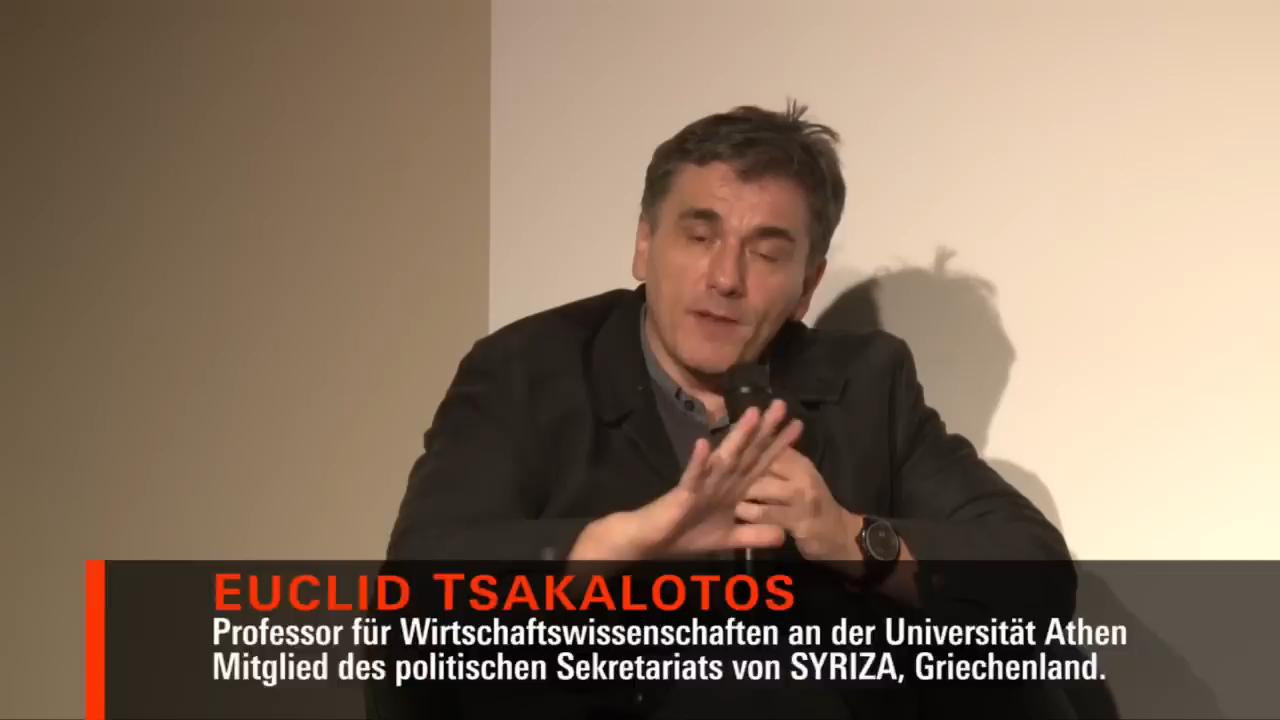 EUCLID TSAKALOTOS
Professor für Wirtschaftswissenschaften an der Universität Athen
Mitglied des politischen Sekretariats von SYRIZA, Griechenland.